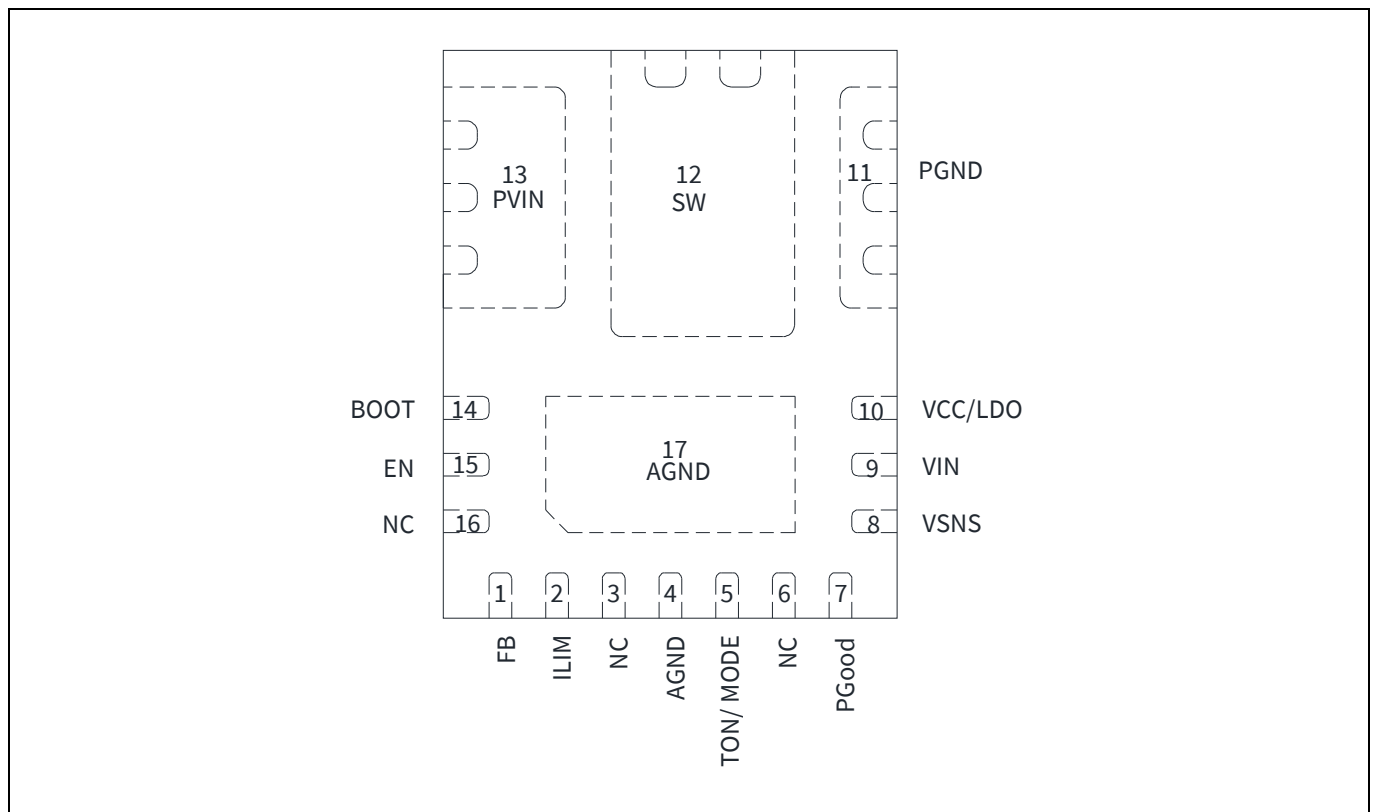 13
PVIN
12
SW
11
PGND
BOOT
14
10
VCC/LDO
EN
15
17
AGND
9
VIN
NC
16
8
VSNS
1
2
3
4
5
6
7
FB
ILIM
NC
AGND
TON/ MODE
NC
PGood